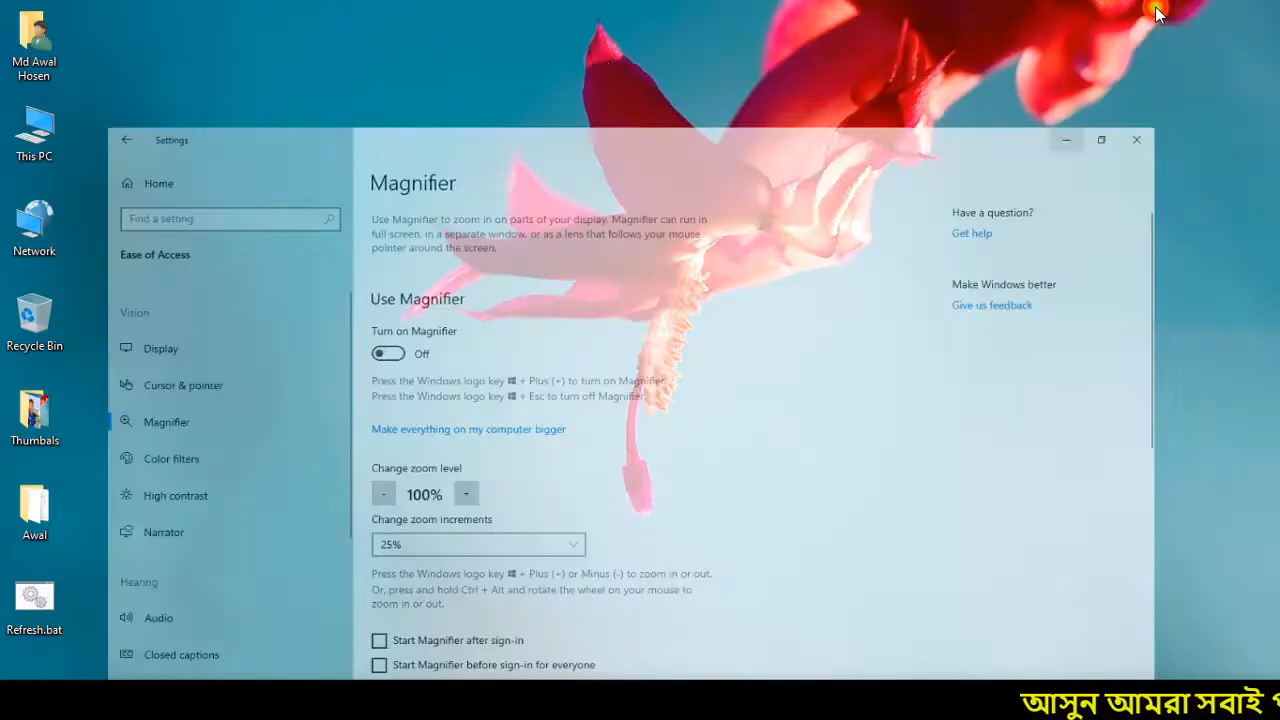 Md Awal
Hosen
This PC
Network
Recycle Bin
Thumbals
Awal
Refresh.bat
Settings
Home
Find a setting
Ease of Access
Vision
Display
Cursor & pointer
Magnifier
Color filters
High contrast
Narrator
Hearing
Audio
Closed captions
Magnifier
Use Magnifier to zoom in on parts of your display. Magnifier can run in
full screen, in a separate window, or as a lens that follows your mouse
pointer around the screen.
Use Magnifier
Turn on Magnifier
Off
Press the Windows logo key + Plus (+) to turn on Magnifier.
Press the Windows logo key + Esc to turn off Magnifier.
Make everything on my computer bigger
Change zoom level
- 100% +
Change zoom increments
25%
Press the Windows logo key + Plus (+) or Minus (-) to zoom in or out.
Or, press and hold Ctrl + Alt and rotate the wheel on your mouse to
zoom in or out.
Start Magnifier after sign-in
Start Magnifier before sign-in for everyone
Have a question?
Get help
Make Windows better
Give us feedback
আসুন আমরা সবাই